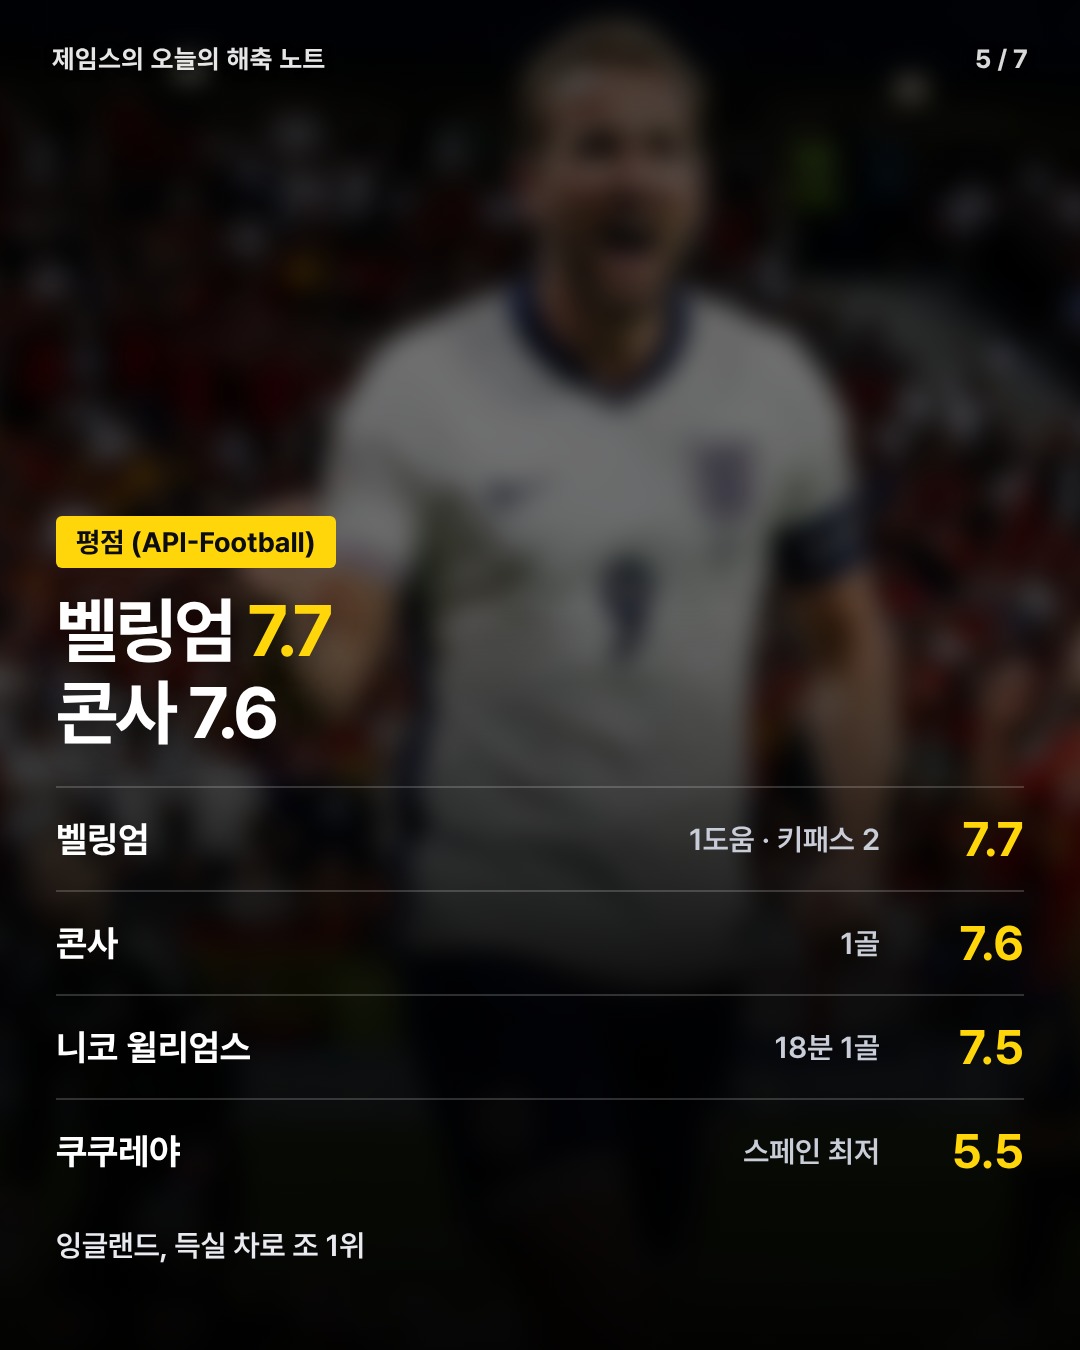 제임스의 오늘의 해축 노트
5 / 7
평점 (API-Football)
벨링엄 7.7
콘사 7.6
벨링엄 1도움 · 키패스 2 7.7
콘사 1골 7.6
니코 윌리엄스 18분 1골 7.5
쿠쿠레야 스페인 최저 5.5
잉글랜드, 득실 차로 조 1위